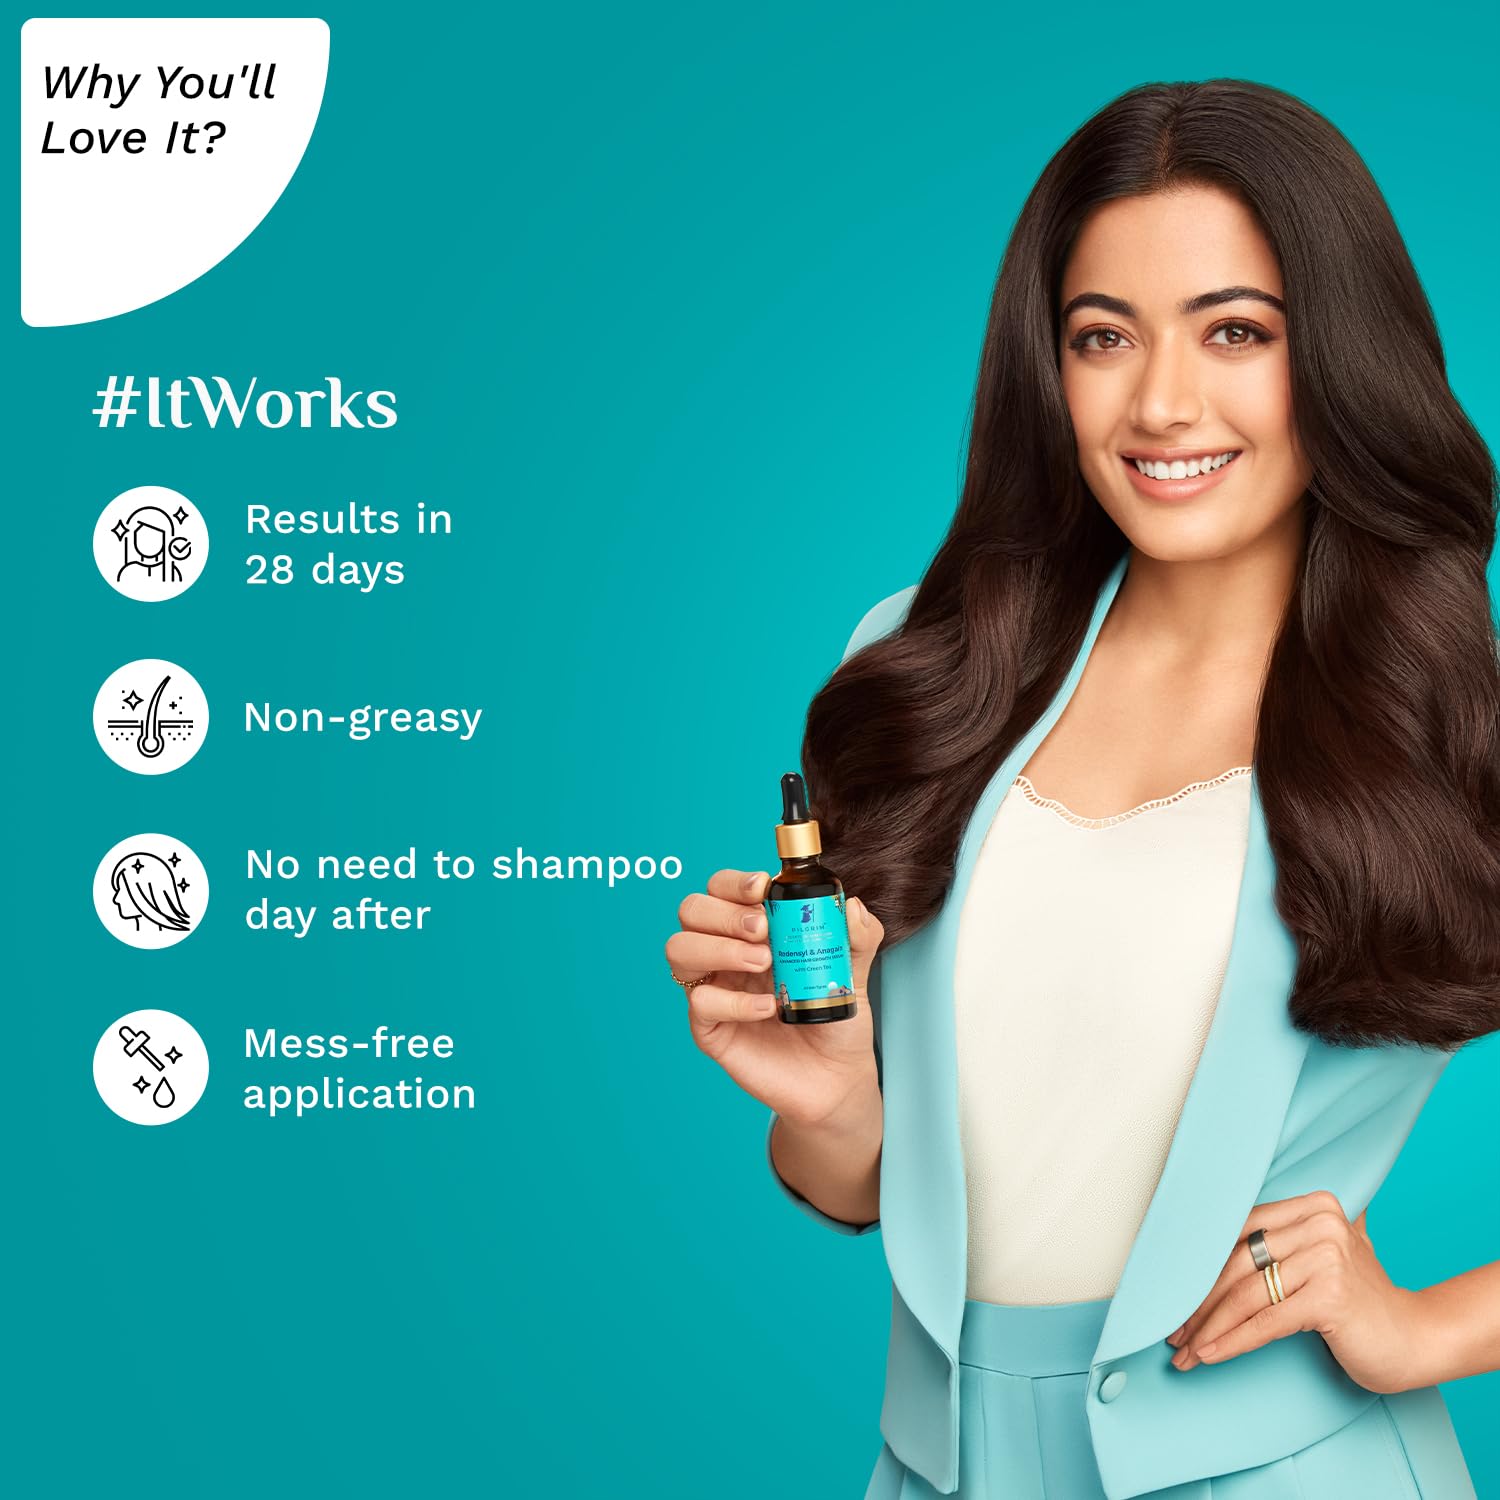 Why You'll
Love It?
#ItWorks
Results in
28 days
Non-greasy
No need to shampoo
day after
Mess-free
application
PILGRIM
Redensyl & Anagain
ADVANCED HAIR GROWTH SERUM
with Green Tea